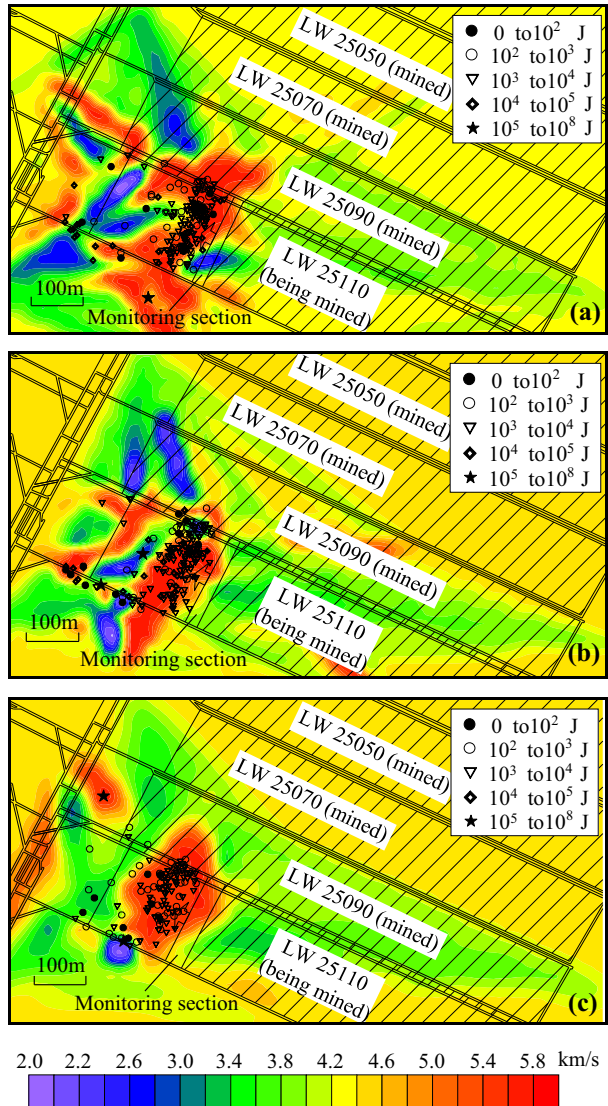 LW 25050 (mined)
LW 25070 (mined)
LW 25090 (mined)
LW 25110
(being mined)
0 to10² J
10² to10³ J
10³ to10⁴ J
10⁴ to10⁵ J
10⁵ to10⁸ J
100m
Monitoring section
(a)
LW 25050 (mined)
LW 25070 (mined)
LW 25090 (mined)
LW 25110
(being mined)
0 to10² J
10² to10³ J
10³ to10⁴ J
10⁴ to10⁵ J
10⁵ to10⁸ J
100m
Monitoring section
(b)
LW 25050 (mined)
LW 25070 (mined)
LW 25090 (mined)
LW 25110
(being mined)
0 to10² J
10² to10³ J
10³ to10⁴ J
10⁴ to10⁵ J
10⁵ to10⁸ J
100m
Monitoring section
(c)
2.0 2.2 2.6 3.0 3.4 3.8 4.2 4.6 5.0 5.4 5.8 km/s